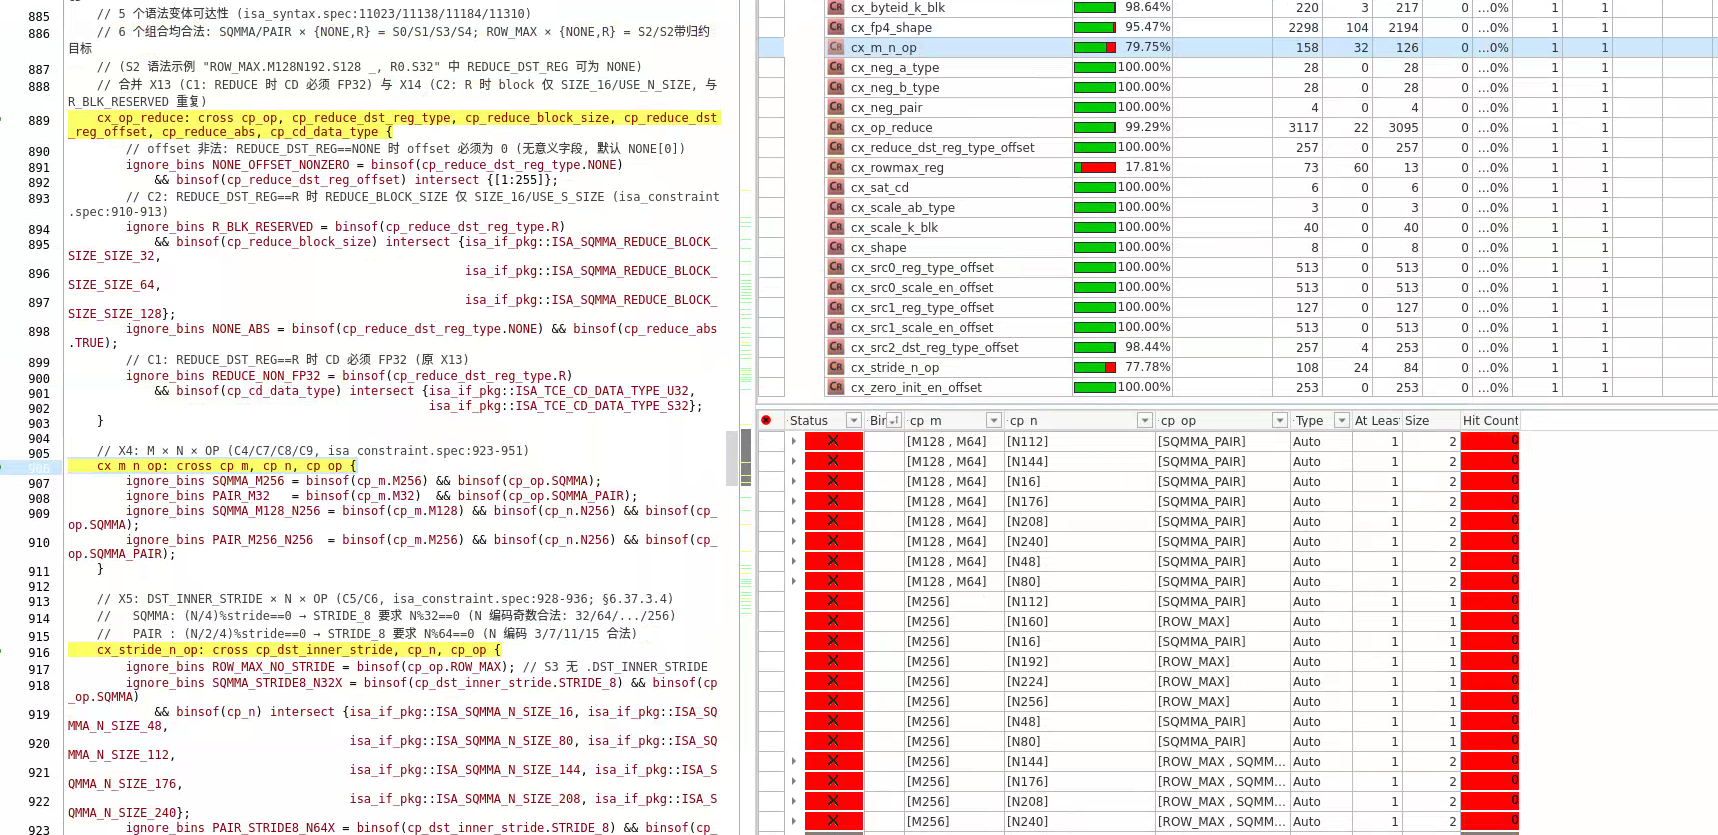 885 // 5 个语法变体可达性 (isa_syntax.spec:11023/11138/11184/11310)
886 // 6 个组合均合法: SQMMA/PAIR × {NONE,R} = S0/S1/S3/S4; ROW_MAX × {NONE,R} = S2/S2带归约
目标
887 // (S2 语法示例 "ROW_MAX.M128N192.S128 _, R0.S32" 中 REDUCE_DST_REG 可为 NONE)
888 // 合并 X13 (C1: REDUCE 时 CD 必须 FP32) 与 X14 (C2: R 时 block 仅 SIZE_16/USE_N_SIZE, 与
R_BLK_RESERVED 重复)
889 cx_op_reduce: cross cp_op, cp_reduce_dst_reg_type, cp_reduce_block_size, cp_reduce_dst
_reg_offset, cp_reduce_abs, cp_cd_data_type {
890 // offset 非法: REDUCE_DST_REG==NONE 时 offset 必须为 0 (无意义字段, 默认 NONE[0])
891 ignore_bins NONE_OFFSET_NONZERO = binsof(cp_reduce_dst_reg_type.NONE)
892 && binsof(cp_reduce_dst_reg_offset) intersect {[1:255]};
893 // C2: REDUCE_DST_REG==R 时 REDUCE_BLOCK_SIZE 仅 SIZE_16/USE_S_SIZE (isa_constraint
.spec:910-913)
894 ignore_bins R_BLK_RESERVED = binsof(cp_reduce_dst_reg_type.R)
895 && binsof(cp_reduce_block_size) intersect {isa_if_pkg::ISA_SQMMA_REDUCE_BLOCK_
SIZE_SIZE_32,
896 isa_if_pkg::ISA_SQMMA_REDUCE_BLOCK_
SIZE_SIZE_64,
897 isa_if_pkg::ISA_SQMMA_REDUCE_BLOCK_
SIZE_SIZE_128};
898 ignore_bins NONE_ABS = binsof(cp_reduce_dst_reg_type.NONE) && binsof(cp_reduce_abs
.TRUE);
899 // C1: REDUCE_DST_REG==R 时 CD 必须 FP32 (原 X13)
900 ignore_bins REDUCE_NON_FP32 = binsof(cp_reduce_dst_reg_type.R)
901 && binsof(cp_cd_data_type) intersect {isa_if_pkg::ISA_TCE_CD_DATA_TYPE_U32,
902 isa_if_pkg::ISA_TCE_CD_DATA_TYPE_S32};
903 }
904
905 // X4: M × N × OP (C4/C7/C8/C9, isa_constraint.spec:923-951)
906 cx_m_n_op: cross cp_m, cp_n, cp_op {
907 ignore_bins SQMMA_M256 = binsof(cp_m.M256) && binsof(cp_op.SQMMA);
908 ignore_bins PAIR_M32 = binsof(cp_m.M32) && binsof(cp_op.SQMMA_PAIR);
909 ignore_bins SQMMA_M128_N256 = binsof(cp_m.M128) && binsof(cp_n.N256) && binsof(cp_
op.SQMMA);
910 ignore_bins PAIR_M256_N256 = binsof(cp_m.M256) && binsof(cp_n.N256) && binsof(cp_
op.SQMMA_PAIR);
911 }
912
913 // X5: DST_INNER_STRIDE × N × OP (C5/C6, isa_constraint.spec:928-936; §6.37.3.4)
914 // SQMMA: (N/4)%stride==0 → STRIDE_8 要求 N%32==0 (N 编码奇数合法: 32/64/.../256)
915 // PAIR : (N/2/4)%stride==0 → STRIDE_8 要求 N%64==0 (N 编码 3/7/11/15 合法)
916 cx_stride_n_op: cross cp_dst_inner_stride, cp_n, cp_op {
917 ignore_bins ROW_MAX_NO_STRIDE = binsof(cp_op.ROW_MAX); // S3 无 .DST_INNER_STRIDE
918 ignore_bins SQMMA_STRIDE8_N32X = binsof(cp_dst_inner_stride.STRIDE_8) && binsof(cp
_op.SQMMA)
919 && binsof(cp_n) intersect {isa_if_pkg::ISA_SQMMA_N_SIZE_16, isa_if_pkg::ISA_SQ
MMA_N_SIZE_48,
920 isa_if_pkg::ISA_SQMMA_N_SIZE_80, isa_if_pkg::ISA_SQ
MMA_N_SIZE_112,
921 isa_if_pkg::ISA_SQMMA_N_SIZE_144, isa_if_pkg::ISA_S
QMMA_N_SIZE_176,
922 isa_if_pkg::ISA_SQMMA_N_SIZE_208, isa_if_pkg::ISA_S
QMMA_N_SIZE_240};
923 ignore_bins PAIR_STRIDE8_N64X = binsof(cp_dst_inner_stride.STRIDE_8) && binsof(cp_
cx_byteid_k_blk 98.64% 220 3 217 0 ...0% 1 1
cx_fp4_shape 95.47% 2298 104 2194 0 ...0% 1 1
cx_m_n_op 79.75% 158 32 126 0 ...0% 1 1
cx_neg_a_type 100.00% 28 0 28 0 ...0% 1 1
cx_neg_b_type 100.00% 28 0 28 0 ...0% 1 1
cx_neg_pair 100.00% 4 0 4 0 ...0% 1 1
cx_op_reduce 99.29% 3117 22 3095 0 ...0% 1 1
cx_reduce_dst_reg_type_offset 100.00% 257 0 257 0 ...0% 1 1
cx_rowmax_reg 17.81% 73 60 13 0 ...0% 1 1
cx_sat_cd 100.00% 6 0 6 0 ...0% 1 1
cx_scale_ab_type 100.00% 3 0 3 0 ...0% 1 1
cx_scale_k_blk 100.00% 40 0 40 0 ...0% 1 1
cx_shape 100.00% 8 0 8 0 ...0% 1 1
cx_src0_reg_type_offset 100.00% 513 0 513 0 ...0% 1 1
cx_src0_scale_en_offset 100.00% 513 0 513 0 ...0% 1 1
cx_src1_reg_type_offset 100.00% 127 0 127 0 ...0% 1 1
cx_src1_scale_en_offset 100.00% 513 0 513 0 ...0% 1 1
cx_src2_dst_reg_type_offset 98.44% 257 4 253 0 ...0% 1 1
cx_stride_n_op 77.78% 108 24 84 0 ...0% 1 1
cx_zero_init_en_offset 100.00% 253 0 253 0 ...0% 1 1
Status Bin cp_m cp_n cp_op Type At Leas Size Hit Count
[M128 , M64] [N112] [SQMMA_PAIR] Auto 1 2 0
[M128 , M64] [N144] [SQMMA_PAIR] Auto 1 2 0
[M128 , M64] [N16] [SQMMA_PAIR] Auto 1 2 0
[M128 , M64] [N176] [SQMMA_PAIR] Auto 1 2 0
[M128 , M64] [N208] [SQMMA_PAIR] Auto 1 2 0
[M128 , M64] [N240] [SQMMA_PAIR] Auto 1 2 0
[M128 , M64] [N48] [SQMMA_PAIR] Auto 1 2 0
[M128 , M64] [N80] [SQMMA_PAIR] Auto 1 2 0
[M256] [N112] [SQMMA_PAIR] Auto 1 1 0
[M256] [N160] [ROW_MAX] Auto 1 1 0
[M256] [N16] [SQMMA_PAIR] Auto 1 1 0
[M256] [N192] [ROW_MAX] Auto 1 1 0
[M256] [N224] [ROW_MAX] Auto 1 1 0
[M256] [N256] [ROW_MAX] Auto 1 1 0
[M256] [N48] [SQMMA_PAIR] Auto 1 1 0
[M256] [N80] [SQMMA_PAIR] Auto 1 1 0
[M256] [N144] [ROW_MAX , SQMM... Auto 1 2 0
[M256] [N176] [ROW_MAX , SQMM... Auto 1 2 0
[M256] [N208] [ROW_MAX , SQMM... Auto 1 2 0
[M256] [N240] [ROW_MAX , SQMM... Auto 1 2 0